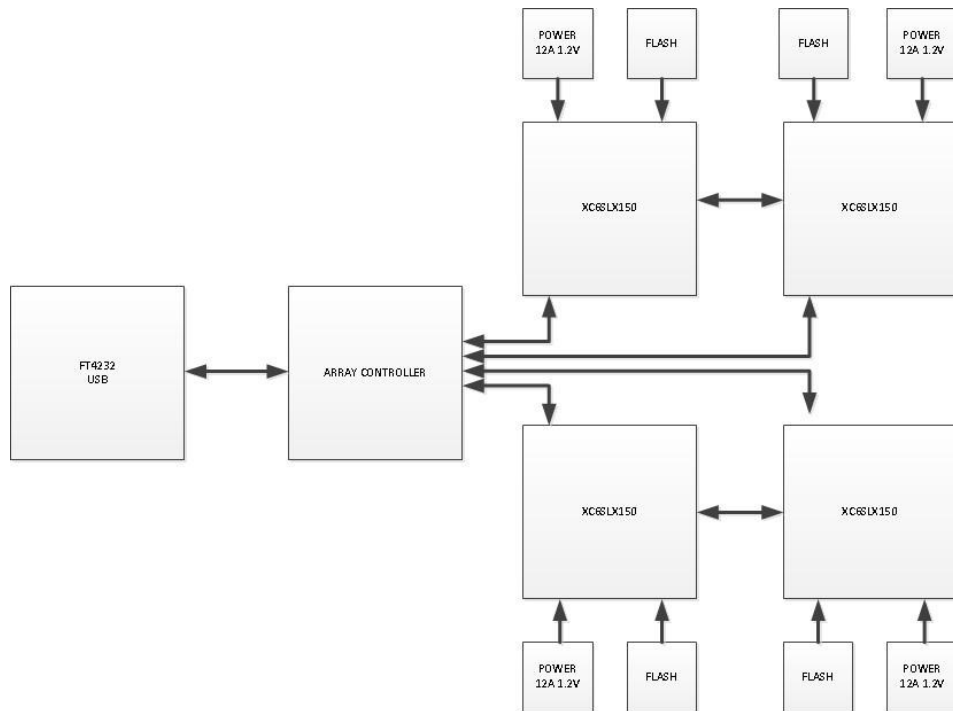 POWER
12A 1.2V
FLASH
FLASH
POWER
12A 1.2V
XC6SLX150
XC6SLX150
FT4232
USB
ARRAY CONTROLLER
XC6SLX150
XC6SLX150
POWER
12A 1.2V
FLASH
FLASH
POWER
12A 1.2V